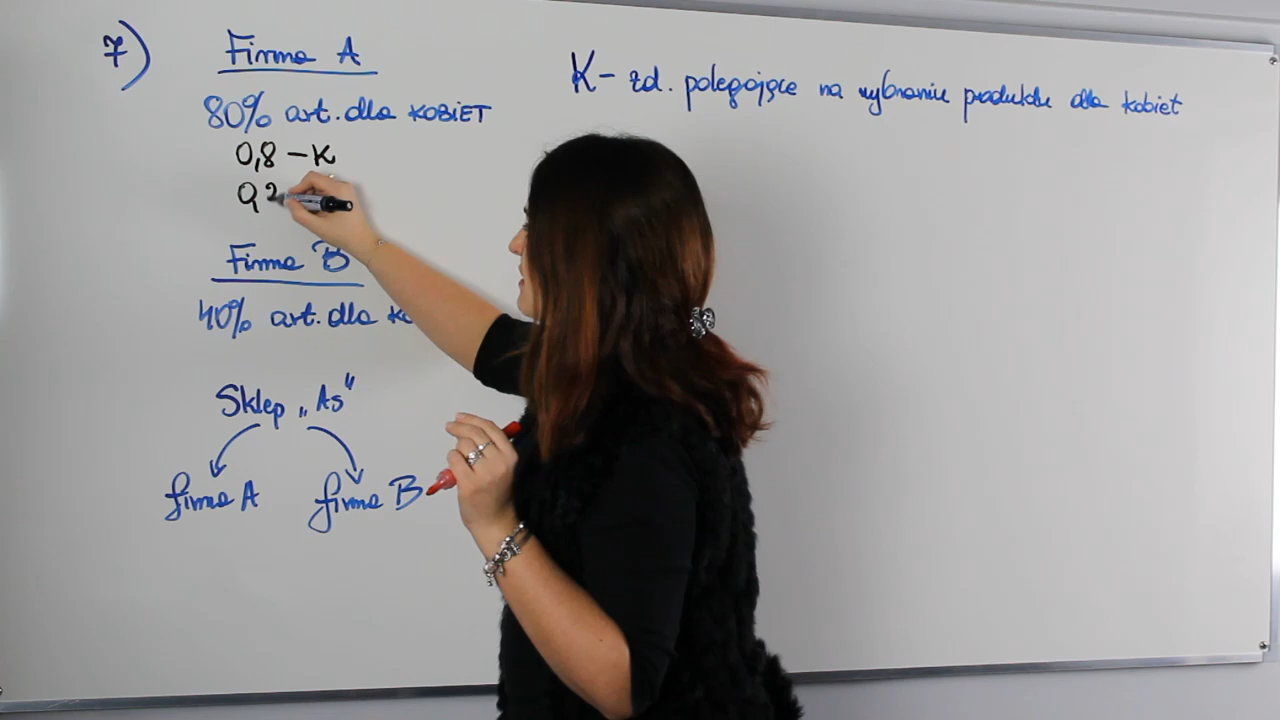 7)
Firma A
80% art. dla KOBIET
0,8 – K
0,2
Firma B
40% art. dla
Sklep „As"
firma A
firma B
K – zd. polegające na wybraniu produktu dla kobiet